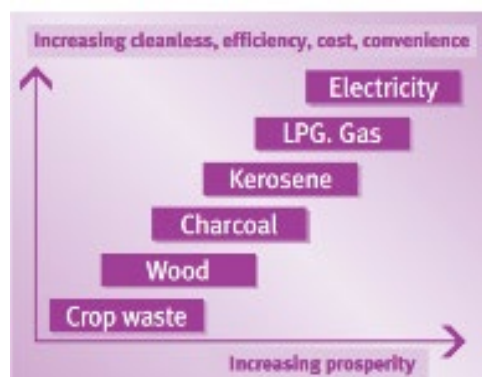 Increasing cleanless, efficiency, cost, convenience
Electricity
LPG. Gas
Kerosene
Charcoal
Wood
Crop waste
Increasing prosperity